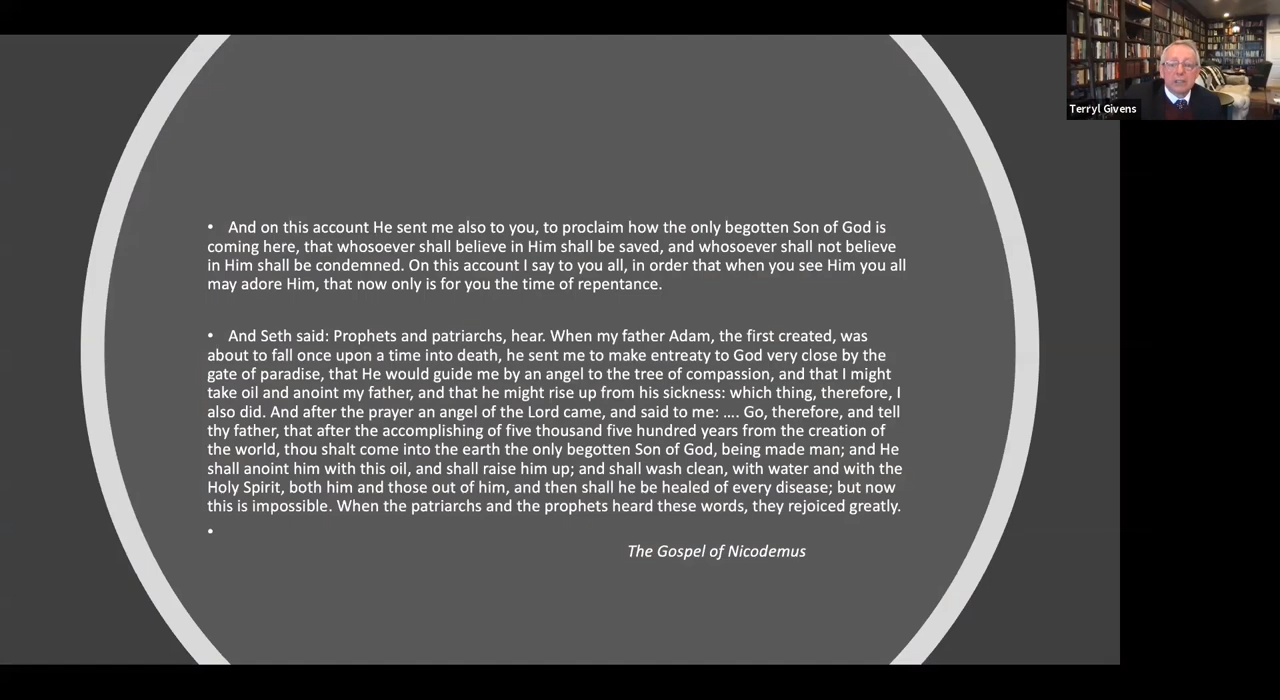 Terryl Givens
• And on this account He sent me also to you, to proclaim how the only begotten Son of God is
coming here, that whosoever shall believe in Him shall be saved, and whosoever shall not believe
in Him shall be condemned. On this account I say to you all, in order that when you see Him you all
may adore Him, that now only is for you the time of repentance.
• And Seth said: Prophets and patriarchs, hear. When my father Adam, the first created, was
about to fall once upon a time into death, he sent me to make entreaty to God very close by the
gate of paradise, that He would guide me by an angel to the tree of compassion, and that I might
take oil and anoint my father, and that he might rise up from his sickness: which thing, therefore, I
also did. And after the prayer an angel of the Lord came, and said to me: .... Go, therefore, and tell
thy father, that after the accomplishing of five thousand five hundred years from the creation of
the world, thou shalt come into the earth the only begotten Son of God, being made man; and He
shall anoint him with this oil, and shall raise him up; and shall wash clean, with water and with the
Holy Spirit, both him and those out of him, and then shall he be healed of every disease; but now
this is impossible. When the patriarchs and the prophets heard these words, they rejoiced greatly.
•
The Gospel of Nicodemus